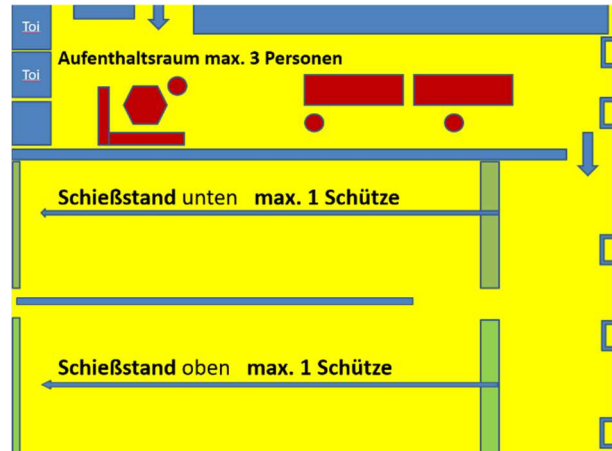 Toi
Toi
Aufenthaltsraum max. 3 Personen
Schießstand unten   max. 1 Schütze
Schießstand oben   max. 1 Schütze